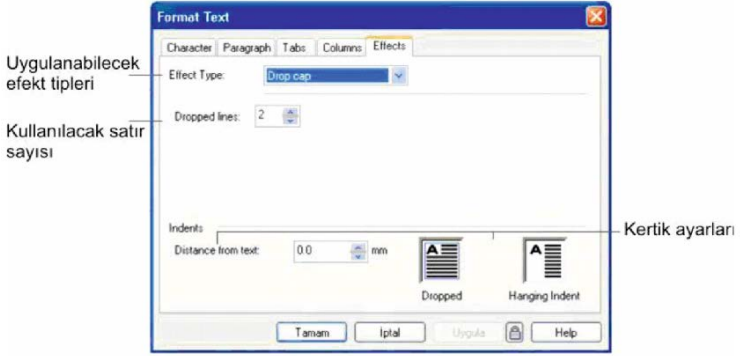 Format Text
Character Paragraph Tabs Columns Effects
Uygulanabilecek
efekt tipleri
Effect Type: Drop cap
Kullanılacak satır
sayısı
Dropped lines: 2
Indents
Distance from text: 0.0 mm
Kertik ayarları
Dropped Hanging Indent
Tamam İptal Uygula Help